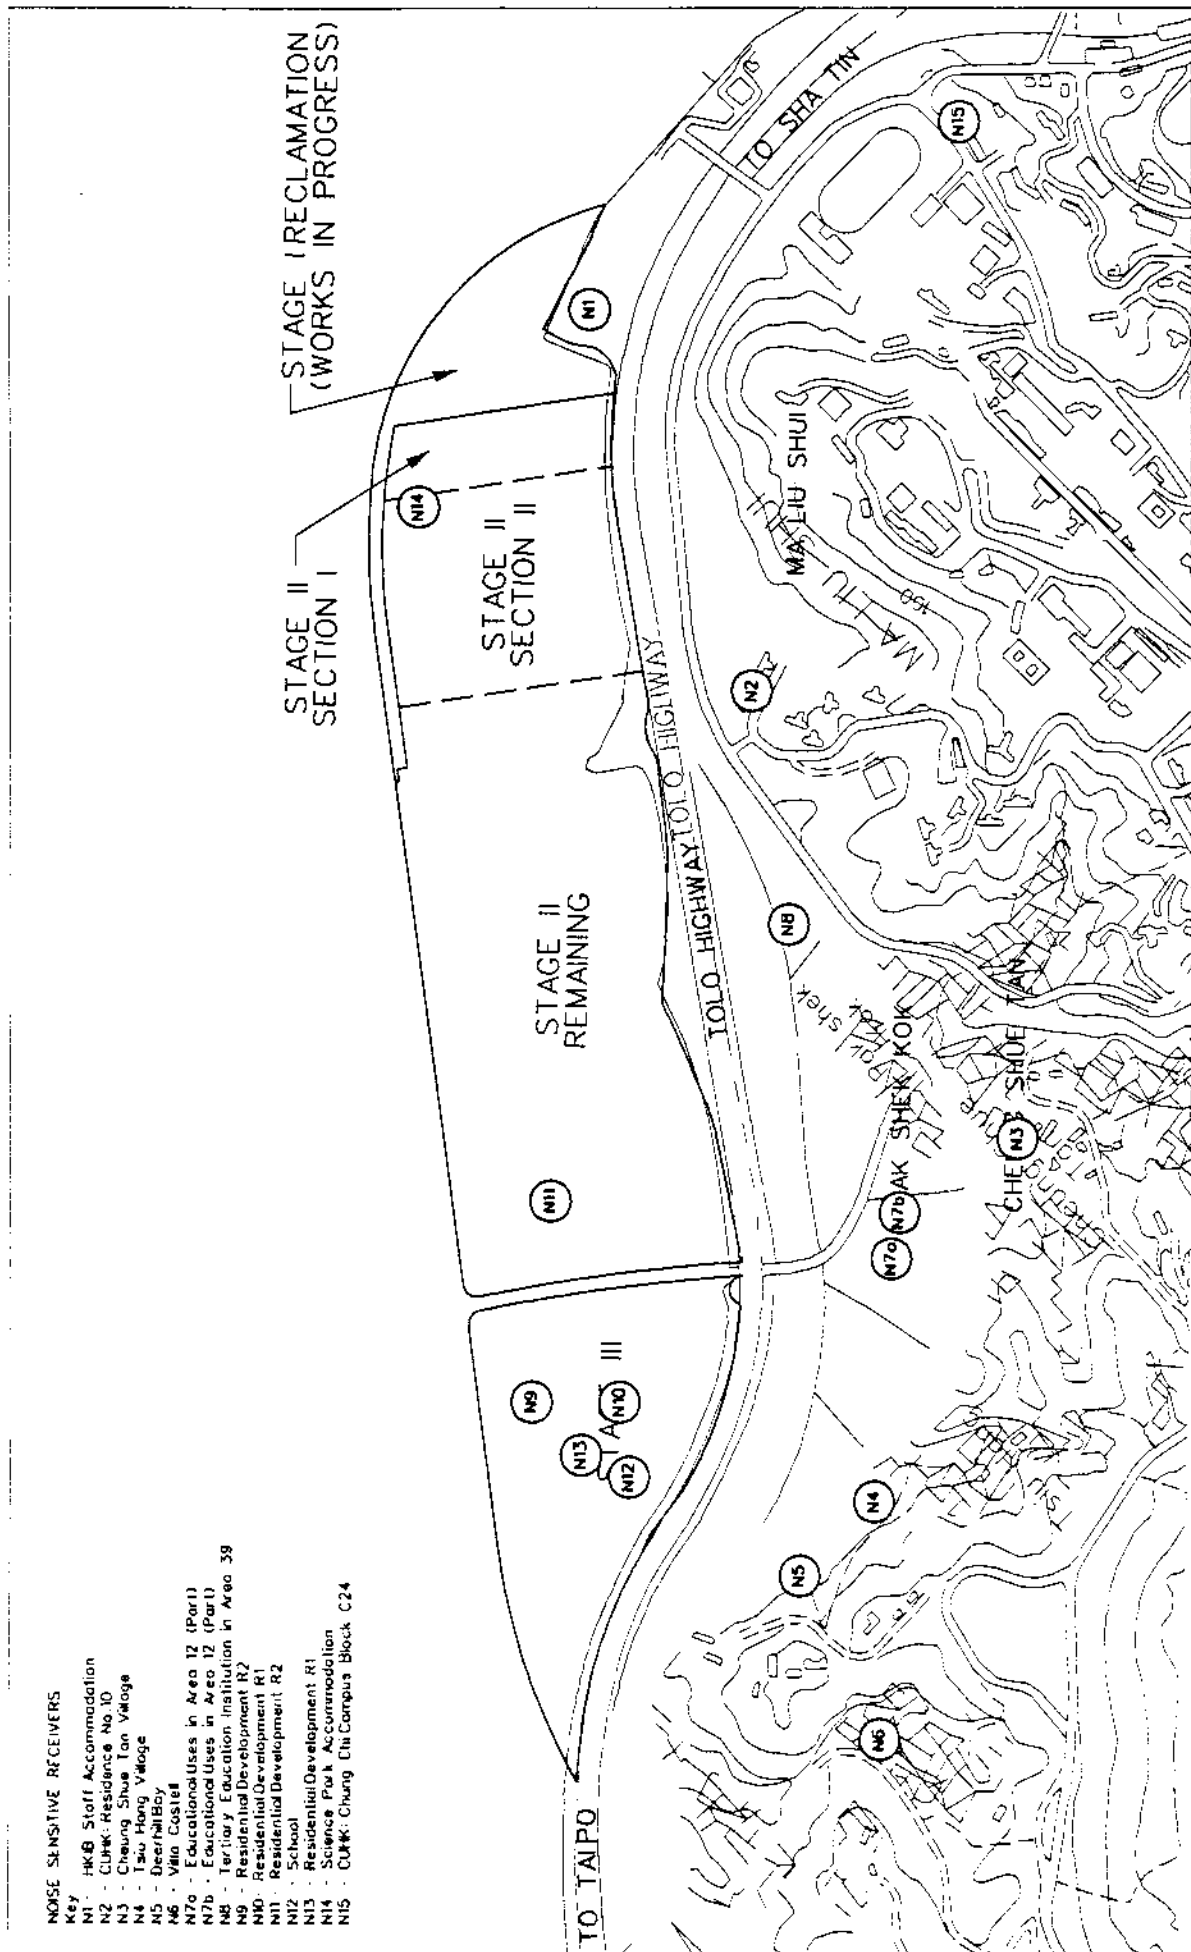 NOISE SENSITIVE RECEIVERS
Key
N1 - HKIB Staff Accommodation
N2 - CUHK: Residence No.10
N3 - Cheung Shue Tan Village
N4 - Tsiu Hang Village
N5 - Deerhill Bay
N6 - Villa Castell
N7a - Educational Uses in Area 12 (Part)
N7b - Educational Uses in Area 12 (Part)
N8 - Tertiary Education Institution in Area 39
N9 - Residential Development R2
N10 - Residential Development R1
N11 - Residential Development R2
N12 - School
N13 - Residential Development R1
N14 - Science Park Accommodation
N15 - CUHK: Chung Chi Campus Block C24
STAGE I RECLAMATION
(WORKS IN PROGRESS)
STAGE II
SECTION I
STAGE II
SECTION II
STAGE II
REMAINING
III
N1
N2
N3
N4
N5
N6
N7a
N7b
N8
N9
N10
N11
N12
N13
N14
N15
TO TAIPO
TOLO HIGHWAY
TOLO HIGHWAY
TO SHA TIN
MA LIU SHUI
MA LIU
150
AK SHEK KOK
Shek
SHUE TAN